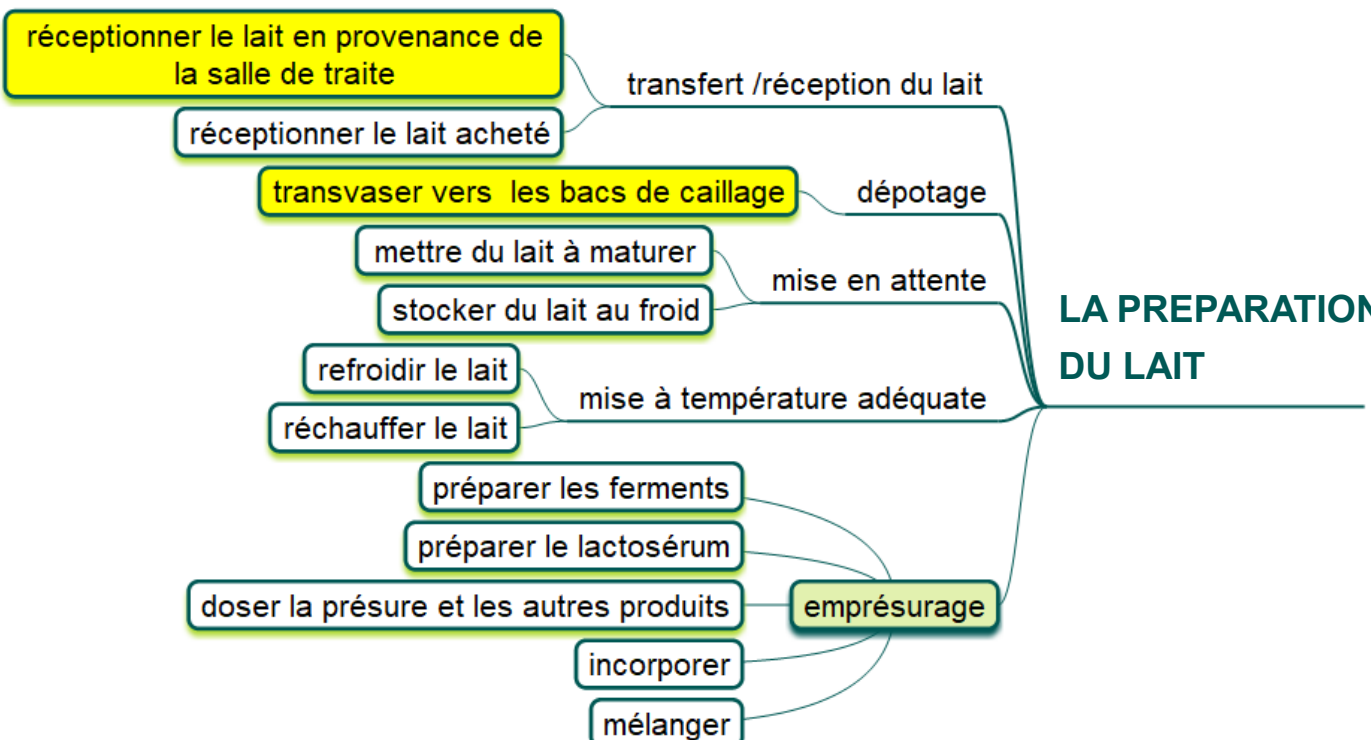 réceptionner le lait en provenance de
la salle de traite
transfert /réception du lait
réceptionner le lait acheté
transvaser vers les bacs de caillage
dépotage
mettre du lait à maturer
mise en attente
stocker du lait au froid
LA PREPARATION
DU LAIT
refroidir le lait
mise à température adéquate
réchauffer le lait
préparer les ferments
préparer le lactosérum
doser la présure et les autres produits
emprésurage
incorporer
mélanger